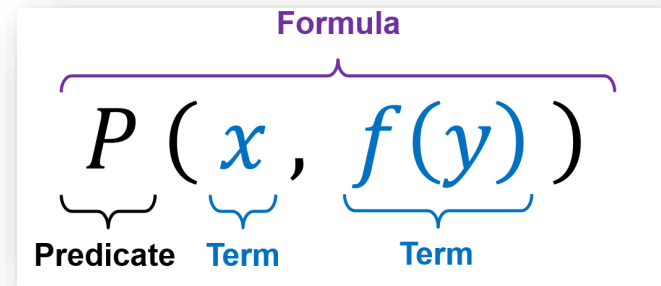 Formula
P ( x , f(y) )
Predicate Term Term